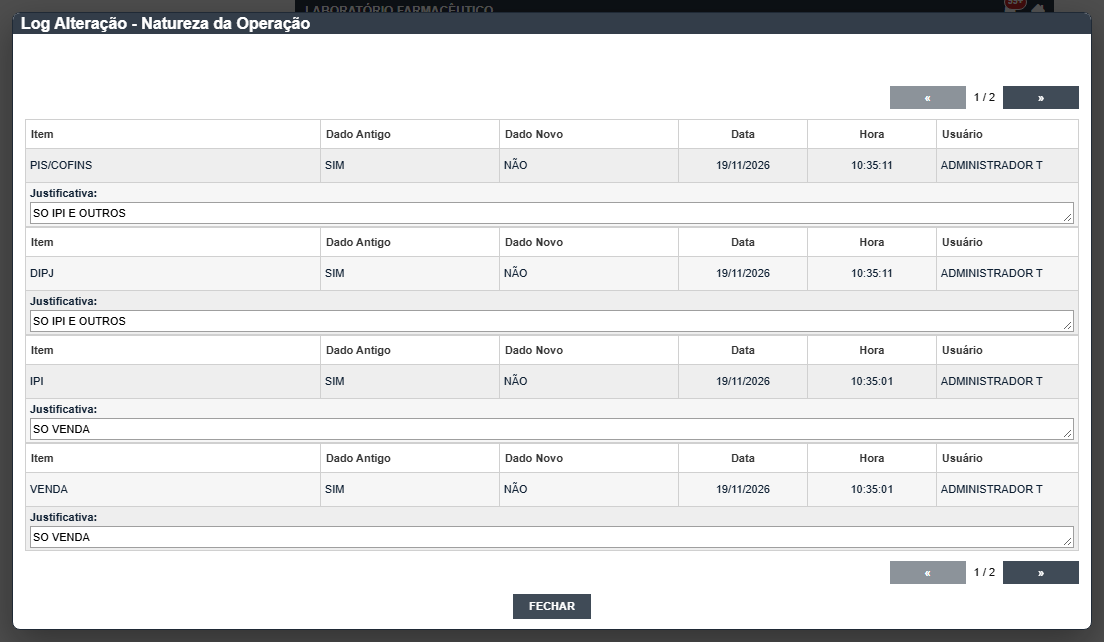 LABORATÓRIO FARMACÊUTICO
99+
Log Alteração - Natureza da Operação
« 1 / 2 »
Item Dado Antigo Dado Novo Data Hora Usuário
PIS/COFINS SIM NÃO 19/11/2026 10:35:11 ADMINISTRADOR T
Justificativa:
SO IPI E OUTROS
Item Dado Antigo Dado Novo Data Hora Usuário
DIPJ SIM NÃO 19/11/2026 10:35:11 ADMINISTRADOR T
Justificativa:
SO IPI E OUTROS
Item Dado Antigo Dado Novo Data Hora Usuário
IPI SIM NÃO 19/11/2026 10:35:01 ADMINISTRADOR T
Justificativa:
SO VENDA
Item Dado Antigo Dado Novo Data Hora Usuário
VENDA SIM NÃO 19/11/2026 10:35:01 ADMINISTRADOR T
Justificativa:
SO VENDA
« 1 / 2 »
FECHAR